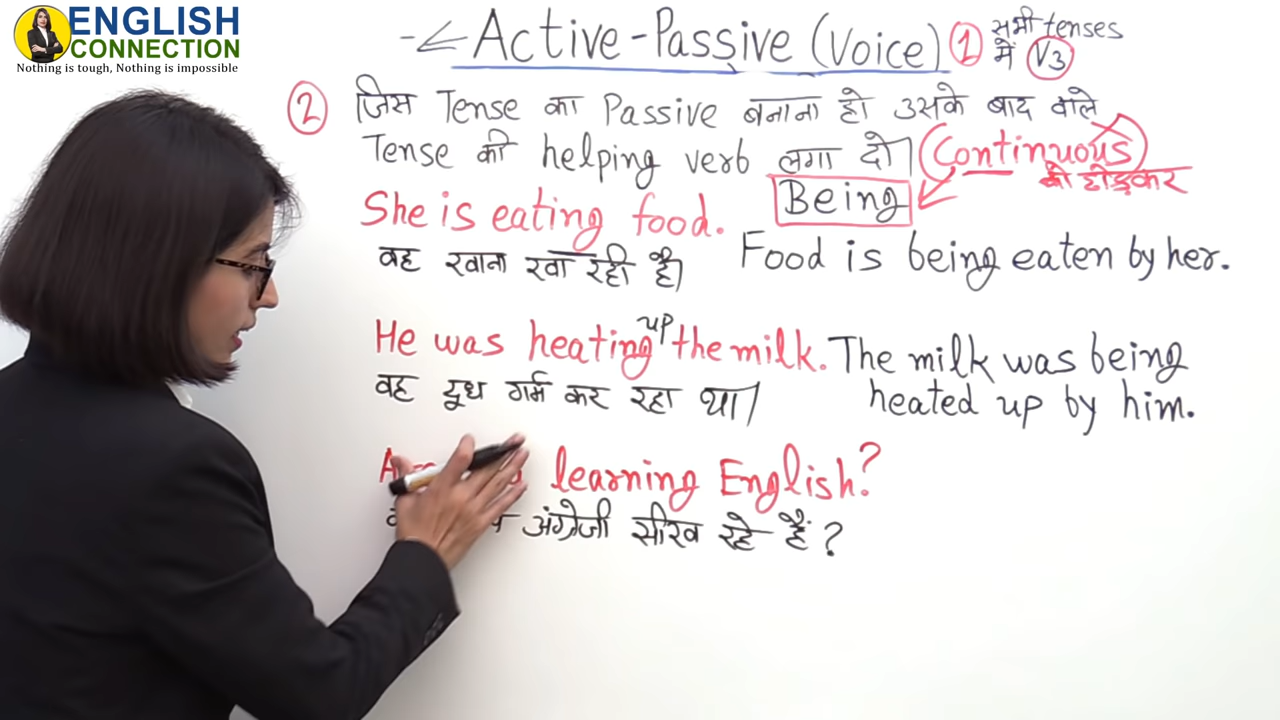 ENGLISH
CONNECTION
Nothing is tough, Nothing is impossible
Active-Passive (Voice) 1 सभी tenses
में V3
2 जिस Tense का Passive बनाना हो उसके बाद वाले
Tense की helping verb लगा दो। (Continuous)
को छोड़कर
Being
She is eating food.
वह खाना खा रही है।
Food is being eaten by her.
He was heating up the milk.
वह दुध गर्म कर रहा था।
The milk was being
heated up by him.
learning English?
अंग्रेजी सीख रहे हैं?